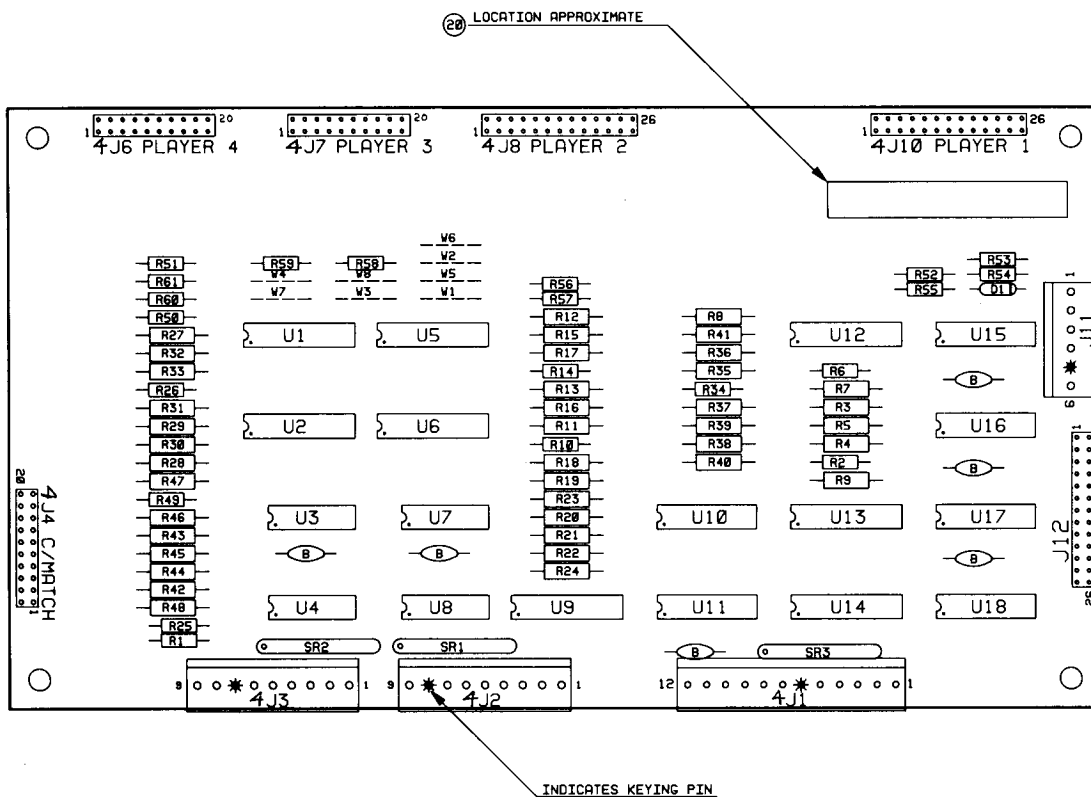 20 LOCATION APPROXIMATE
1 20 1 20 1 26 1 26
4J6 PLAYER 4 4J7 PLAYER 3 4J8 PLAYER 2 4J10 PLAYER 1
W6
R51 R59 R58 W2 R53
W4 W8 W5 R52 R54 1
R61 R56
R60 W7 W3 W1 R57 R55 D1
R50 R12 R8 J11
R27 U1 U5 R15 R41 U12 U15
R32 R17 R36
R33 R14 R35 R6
R26 R13 R34 R7 B
R31 R16 R37 R3 6
R29 U2 U6 R11 R39 R5 U16
R30 R10 R38 R4 1
R28 R18 R40 R2 B
R47 R19 R9
20 R49 R23
R46 U3 U7 R20 U10 U13 U17
4J4 C/MATCH R43 R21 J12
R45 B B R22 B
R44 R24
R42
1 R48 U4 U8 U9 U11 U14 U18 26
R25
R1 SR2 SR1 B SR3
9 1 9 1 12 1
4J3 4J2 4J1
INDICATES KEYING PIN